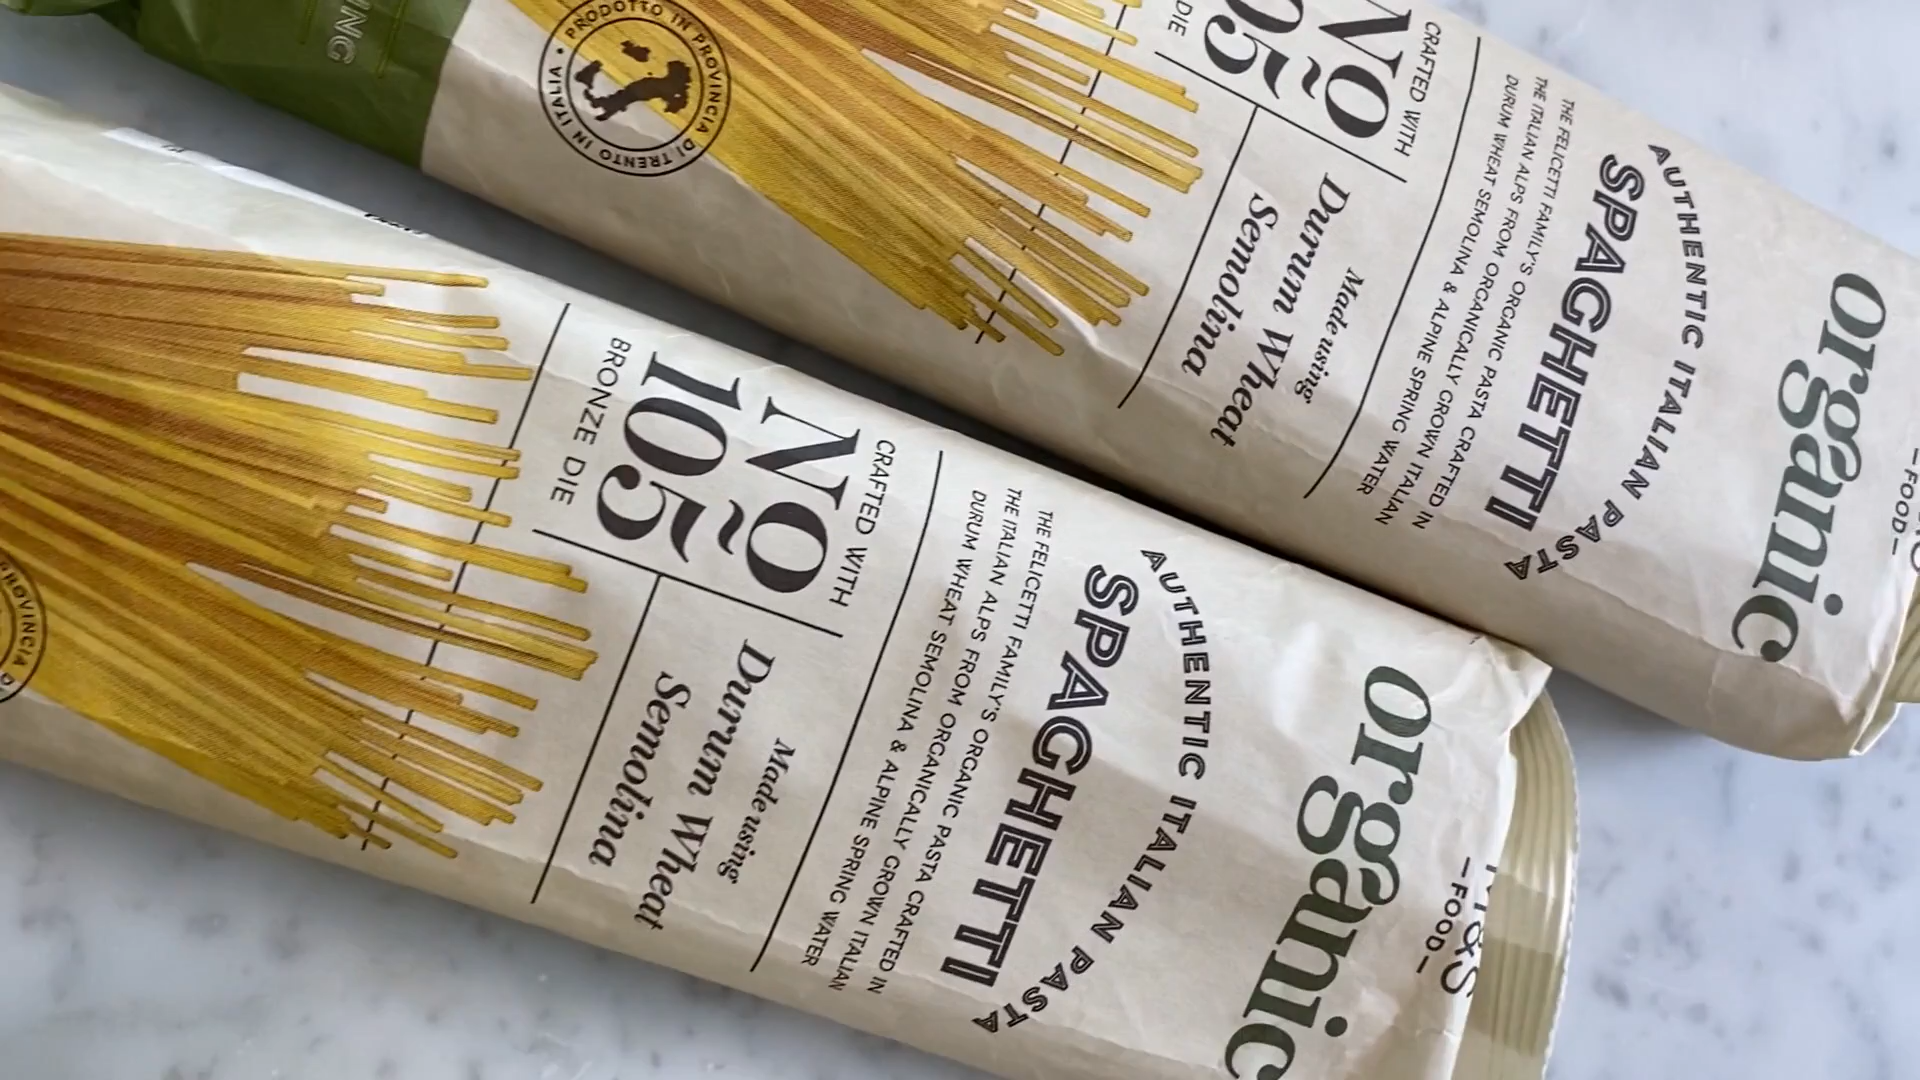 M&S
—FOOD—
organic
AUTHENTIC ITALIAN PASTA
SPAGHETTI
THE FELICETTI FAMILY'S ORGANIC PASTA CRAFTED IN
THE ITALIAN ALPS FROM ORGANICALLY GROWN ITALIAN
DURUM WHEAT SEMOLINA & ALPINE SPRING WATER
CRAFTED WITH
Nõ
105
BRONZE DIE
Made using
Durum Wheat
Semolina
PROVINCIA
—FOOD—
organic
AUTHENTIC ITALIAN PASTA
SPAGHETTI
THE FELICETTI FAMILY'S ORGANIC PASTA CRAFTED IN
THE ITALIAN ALPS FROM ORGANICALLY GROWN ITALIAN
DURUM WHEAT SEMOLINA & ALPINE SPRING WATER
CRAFTED WITH
Nõ
105
DIE
Made using
Durum Wheat
Semolina
PRODOTTO IN PROVINCIA DI TRENTO IN ITALIA •